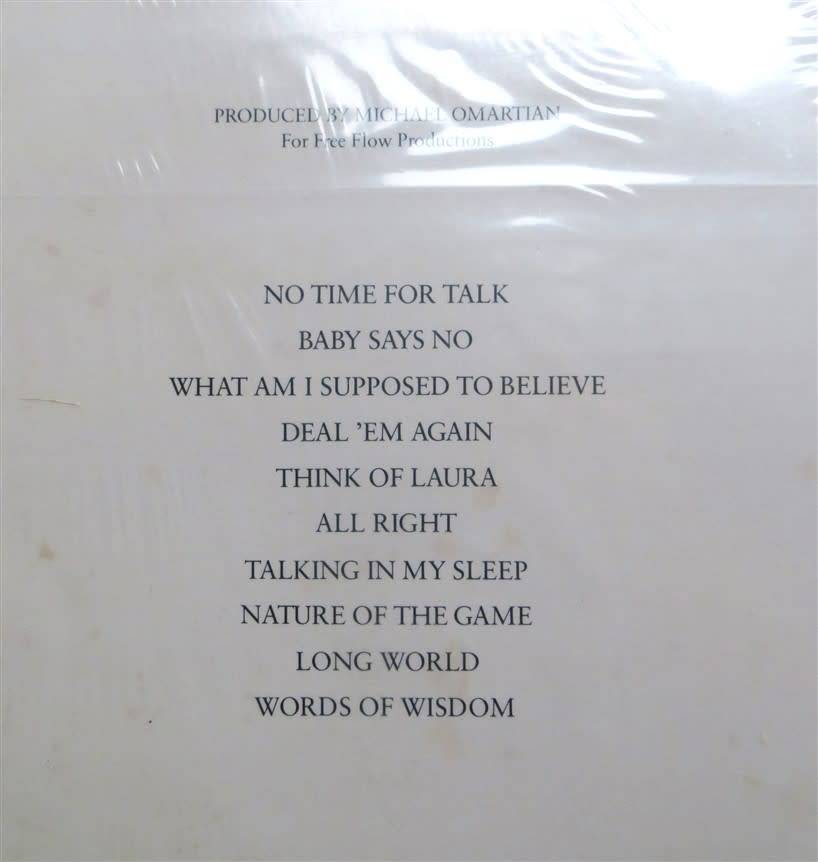 PRODUCED BY MICHAEL OMARTIAN
For Free Flow Productions
NO TIME FOR TALK
BABY SAYS NO
WHAT AM I SUPPOSED TO BELIEVE
DEAL ’EM AGAIN
THINK OF LAURA
ALL RIGHT
TALKING IN MY SLEEP
NATURE OF THE GAME
LONG WORLD
WORDS OF WISDOM